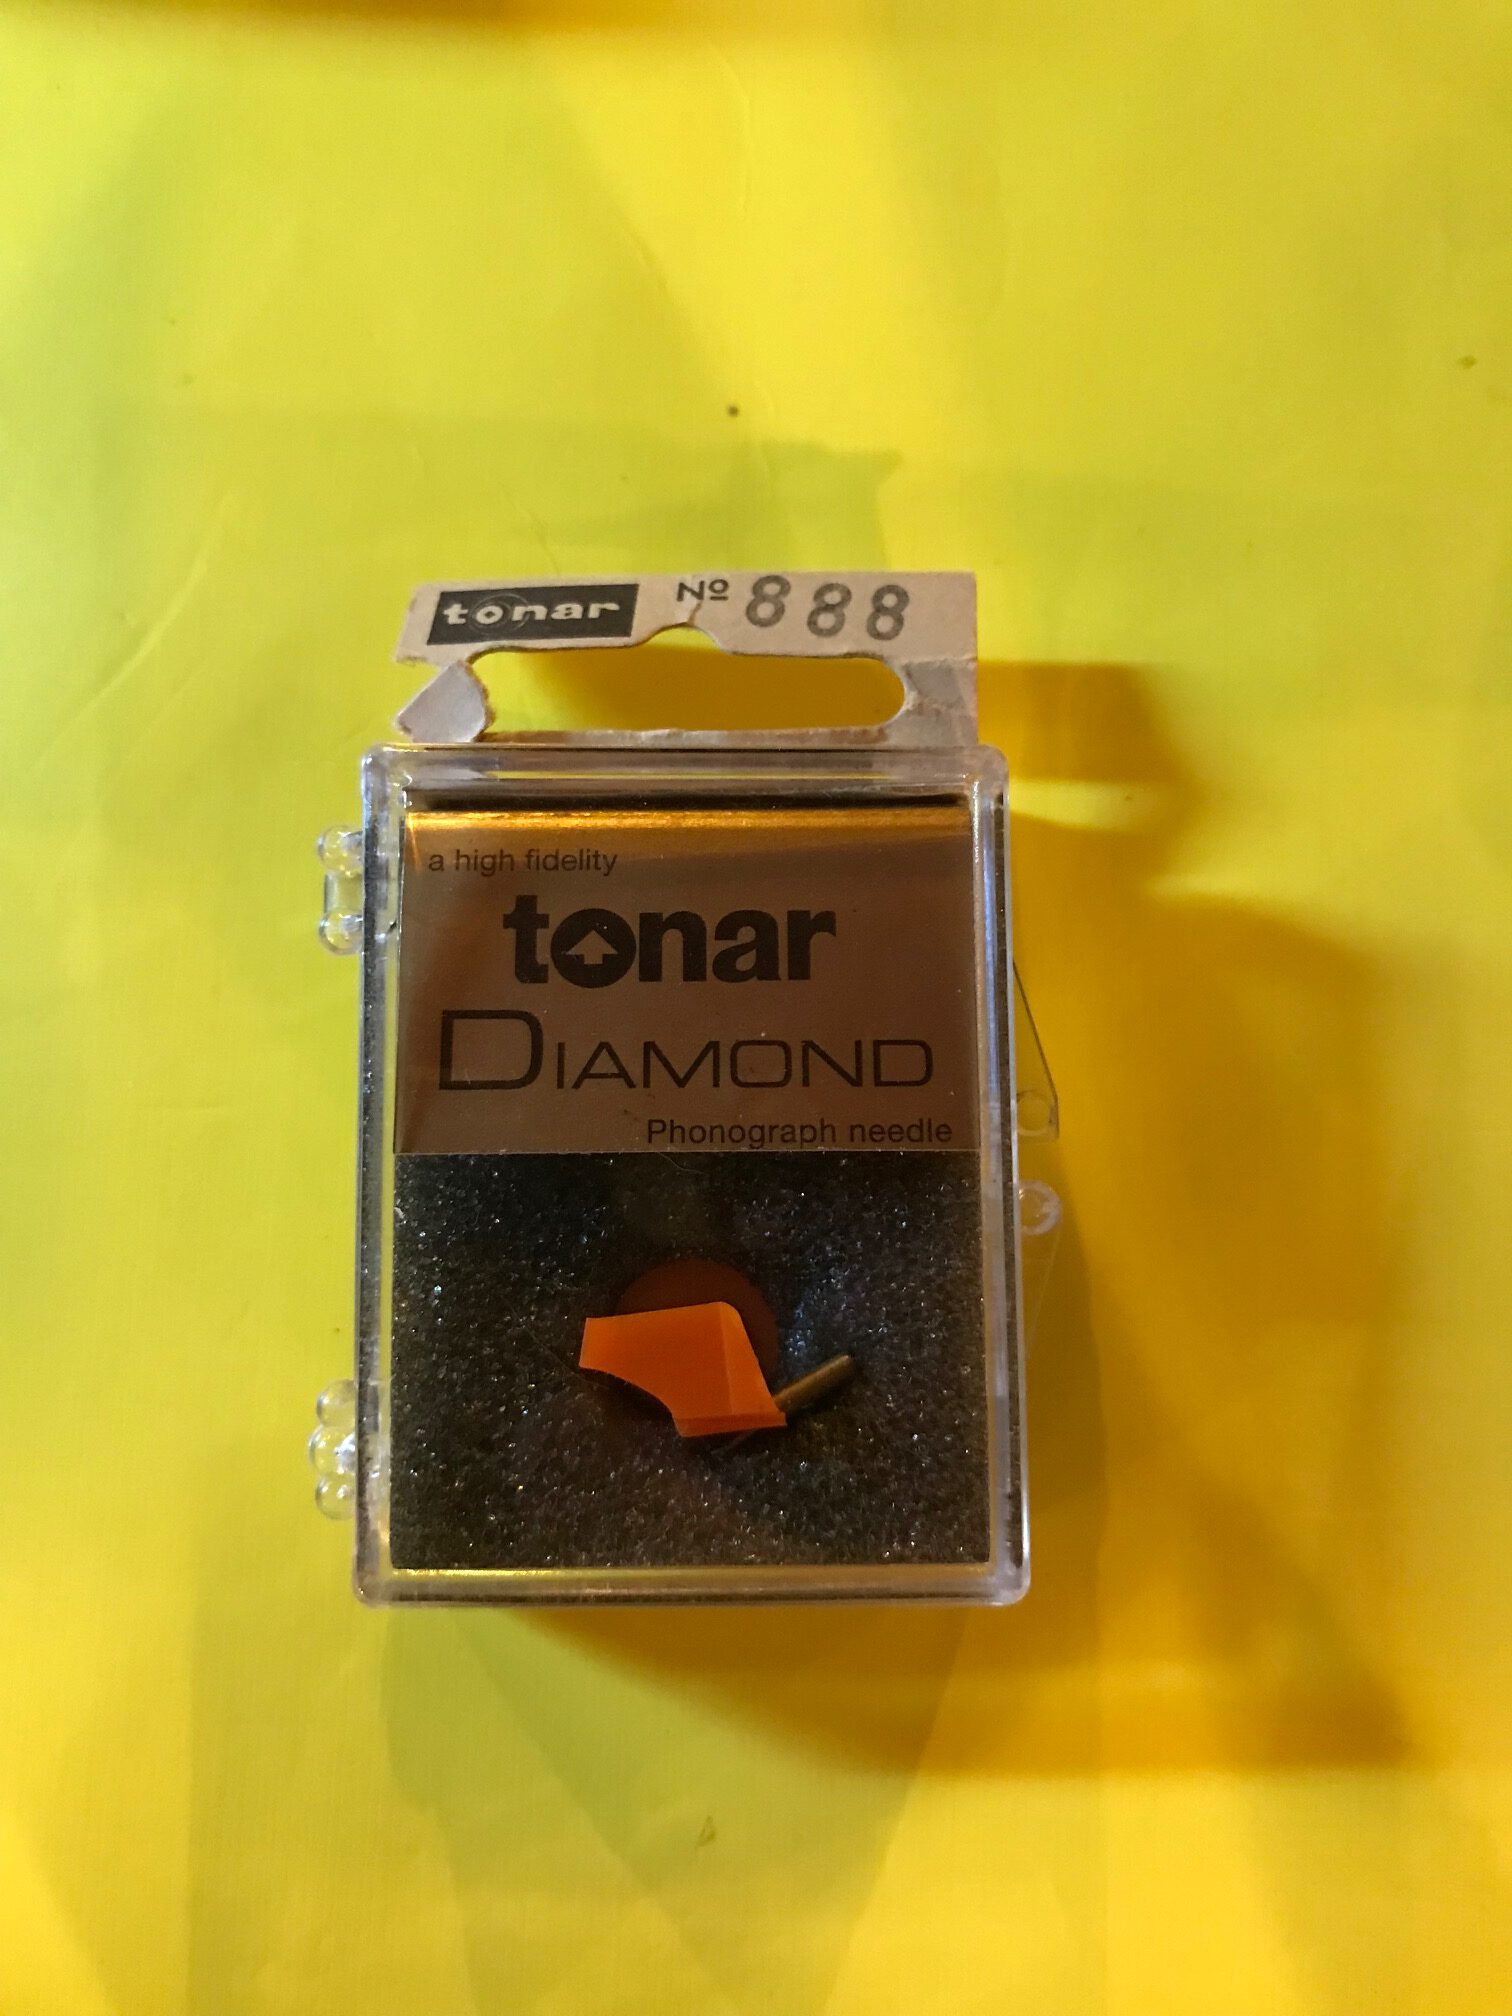 tonar Nº 888
a high fidelity
tonar
DIAMOND
Phonograph needle